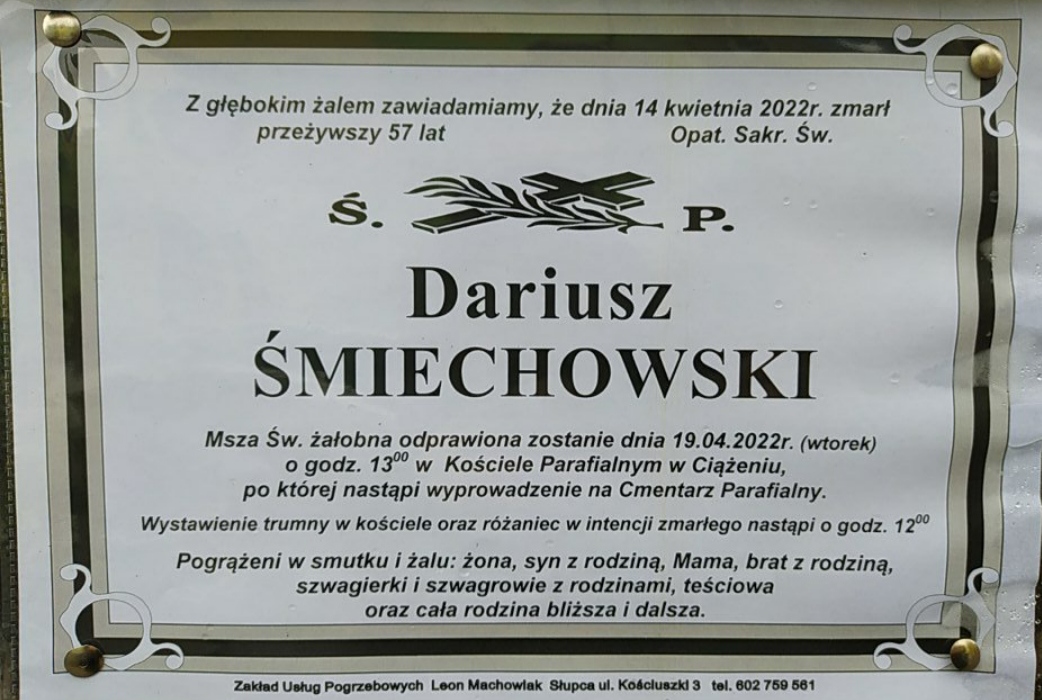 Z głębokim żalem zawiadamiamy, że dnia 14 kwietnia 2022r. zmarł
przeżywszy 57 lat Opat. Sakr. Św.
Ś. P.
Dariusz
ŚMIECHOWSKI
Msza Św. żałobna odprawiona zostanie dnia 19.04.2022r. (wtorek)
o godz. 13⁰⁰ w Kościele Parafialnym w Ciążeniu,
po której nastąpi wyprowadzenie na Cmentarz Parafialny.
Wystawienie trumny w kościele oraz różaniec w intencji zmarłego nastąpi o godz. 12⁰⁰
Pogrążeni w smutku i żalu: żona, syn z rodziną, Mama, brat z rodziną,
szwagierki i szwagrowie z rodzinami, teściowa
oraz cała rodzina bliższa i dalsza.
Zakład Usług Pogrzebowych Leon Machowlak Słupca ul. Kościuszki 3 tel. 602 759 561